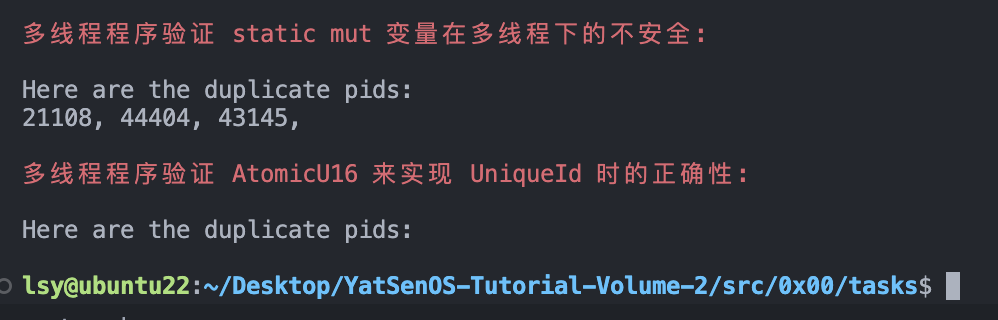 多线程程序验证 static mut 变量在多线程下的不安全:
Here are the duplicate pids:
21108, 44404, 43145,
多线程程序验证 AtomicU16 来实现 UniqueId 时的正确性:
Here are the duplicate pids:
lsy@ubuntu22:~/Desktop/YatSenOS-Tutorial-Volume-2/src/0x00/tasks$